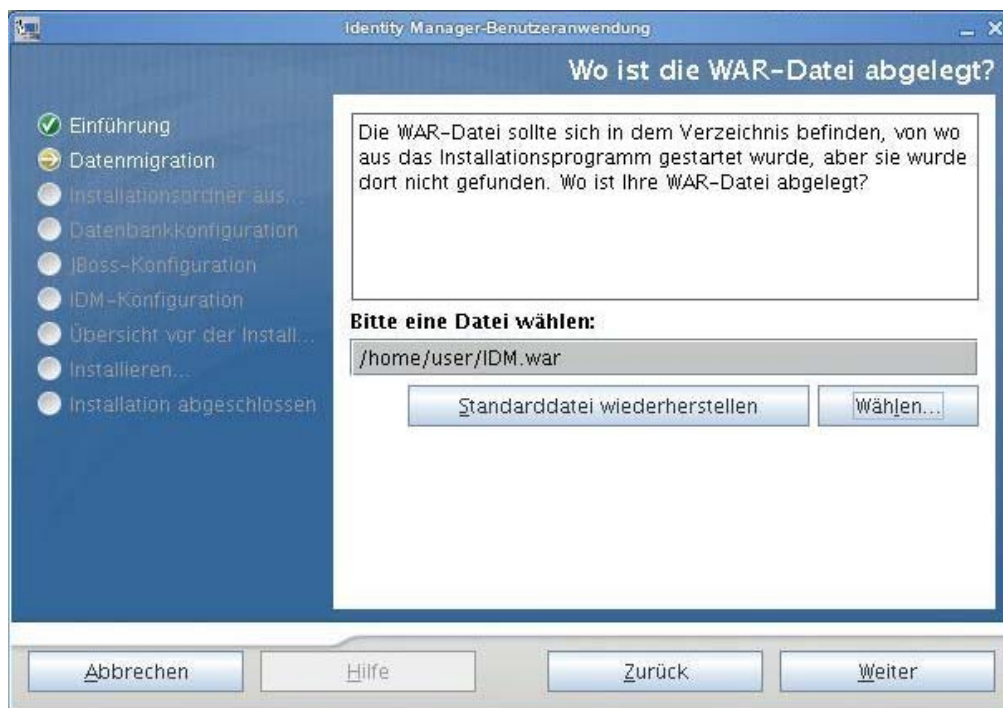 Identity Manager-Benutzeranwendung
Wo ist die WAR-Datei abgelegt?
Einführung
Datenmigration
Installationsordner aus...
Datenbankkonfiguration
JBoss-Konfiguration
IDM-Konfiguration
Übersicht vor der Install...
Installieren...
Installation abgeschlossen
Die WAR-Datei sollte sich in dem Verzeichnis befinden, von wo
aus das Installationsprogramm gestartet wurde, aber sie wurde
dort nicht gefunden. Wo ist Ihre WAR-Datei abgelegt?
Bitte eine Datei wählen:
/home/user/IDM.war
Standarddatei wiederherstellen
Wählen...
Abbrechen
Hilfe
Zurück
Weiter